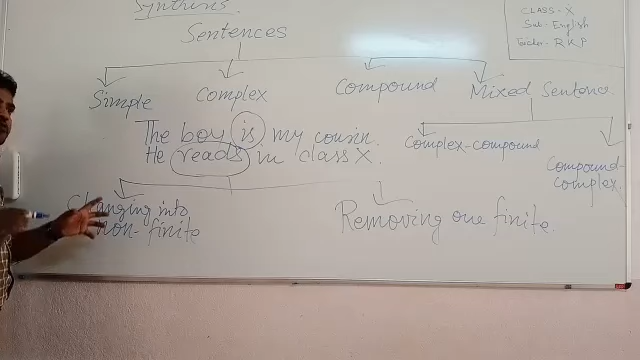 Synthesis
CLASS - X
Sub - English
Teacher - R K P
Sentences
Simple
Complex
Compound
Mixed Sentence
The boy is my cousin.
He reads in class X.
Complex-compound
Compound-
complex.
Changing into
non-finite
Removing one finite.